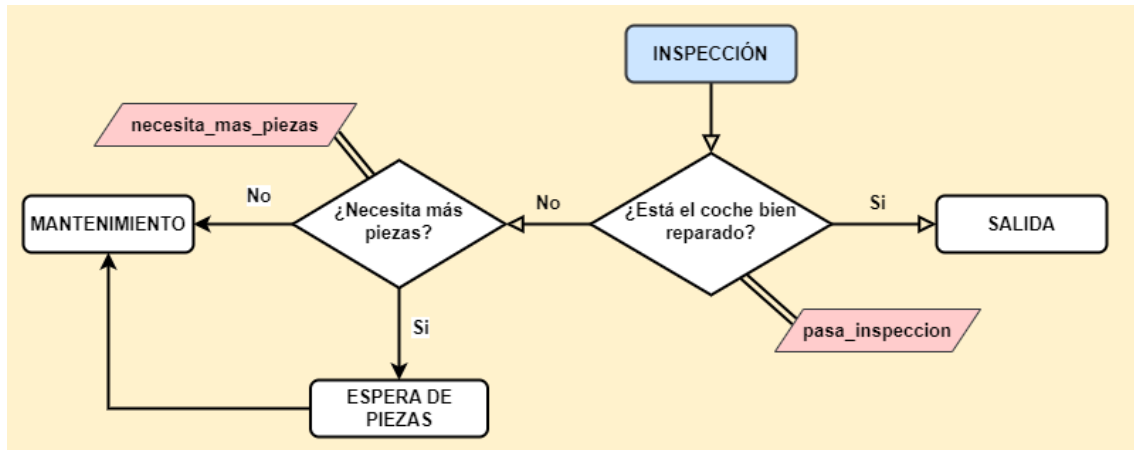 INSPECCIÓN
necesita_mas_piezas
No
¿Necesita más
piezas?
No
¿Está el coche bien
reparado?
Si
MANTENIMIENTO
SALIDA
Si
pasa_inspeccion
ESPERA DE
PIEZAS